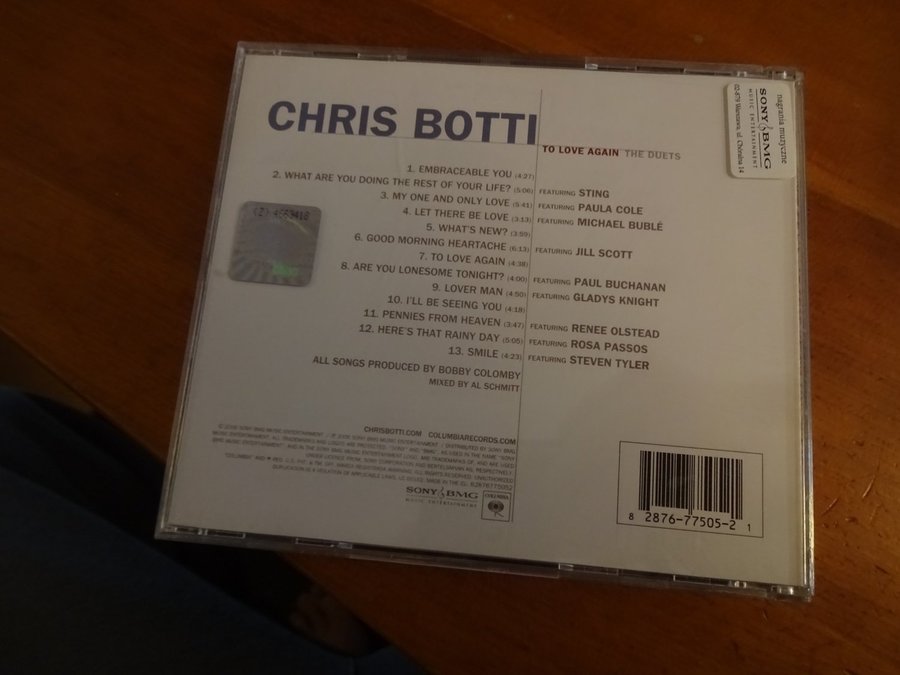 CHRIS BOTTI
TO LOVE AGAIN THE DUETS
1. EMBRACEABLE YOU (4:27)
2. WHAT ARE YOU DOING THE REST OF YOUR LIFE? (5:06) FEATURING STING
3. MY ONE AND ONLY LOVE (5:41) FEATURING PAULA COLE
4. LET THERE BE LOVE (3:13) FEATURING MICHAEL BUBLÉ
5. WHAT'S NEW? (3:59)
6. GOOD MORNING HEARTACHE (6:13) FEATURING JILL SCOTT
7. TO LOVE AGAIN (4:38)
8. ARE YOU LONESOME TONIGHT? (4:00) FEATURING PAUL BUCHANAN
9. LOVER MAN (4:50) FEATURING GLADYS KNIGHT
10. I'LL BE SEEING YOU (4:18)
11. PENNIES FROM HEAVEN (3:47) FEATURING RENEE OLSTEAD
12. HERE'S THAT RAINY DAY (5:05) FEATURING ROSA PASSOS
13. SMILE (4:23) FEATURING STEVEN TYLER
ALL SONGS PRODUCED BY BOBBY COLOMBY
MIXED BY AL SCHMITT
CHRISBOTTI.COM COLUMBIARECORDS.COM
SONY BMG
MUSIC ENTERTAINMENT
COLUMBIA
8 2876-77505-2 1
nagrania muzyczne
SONY BMG
MUSIC ENTERTAINMENT
02-879 Warszawa, ul.